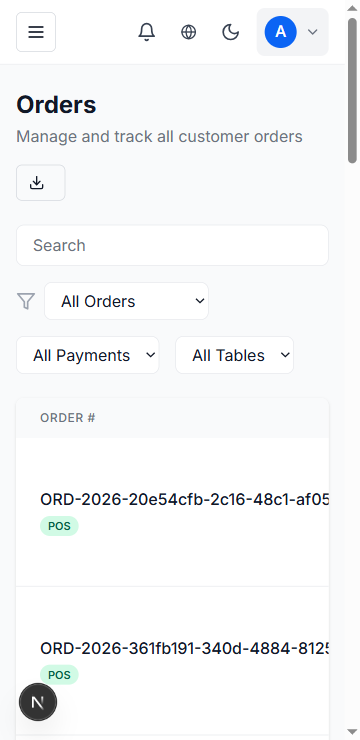 A
Orders
Manage and track all customer orders
Search
All Orders
All Payments
All Tables
ORDER #
ORD-2026-20e54cfb-2c16-48c1-af05
POS
ORD-2026-361fb191-340d-4884-8125
POS
N